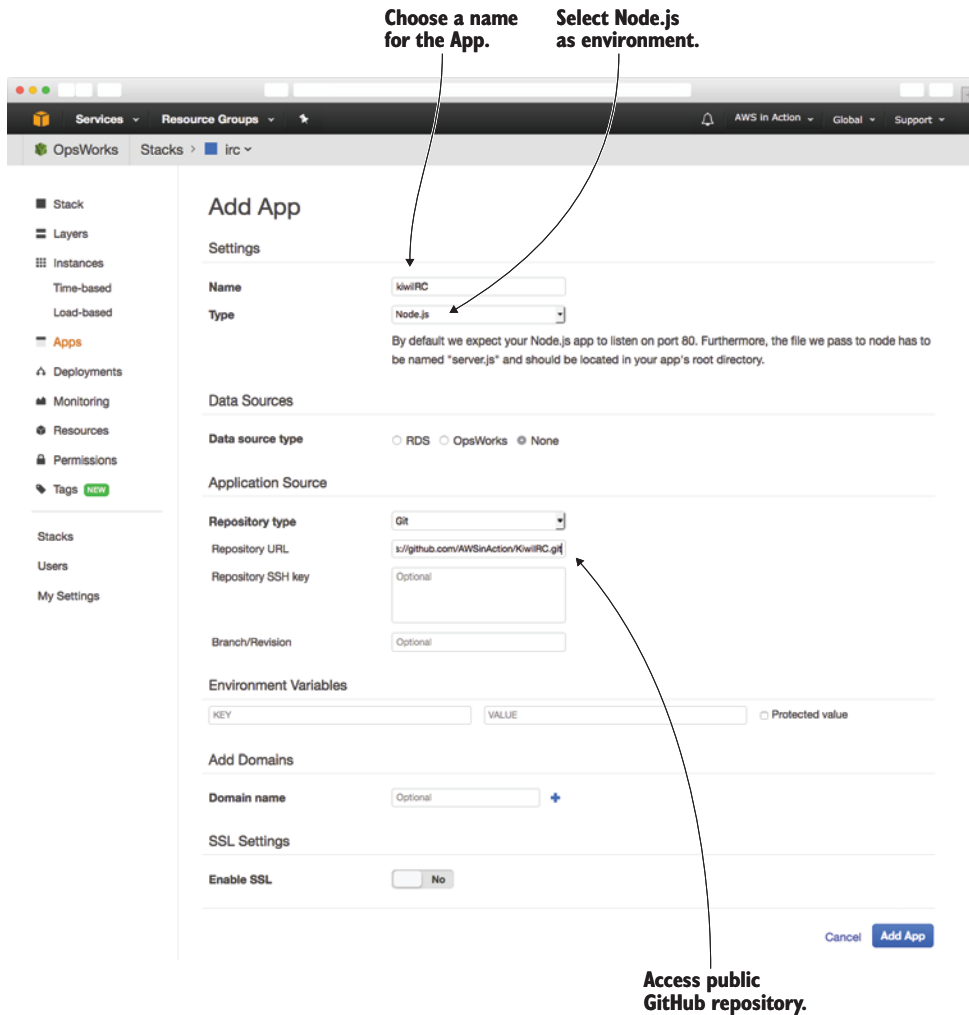 Choose a name
for the App.
Select Node.js
as environment.
Services
Resource Groups
AWS in Action
Global
Support
OpsWorks
Stacks
irc
Stack
Layers
Instances
Time-based
Load-based
Apps
Deployments
Monitoring
Resources
Permissions
Tags NEW
Stacks
Users
My Settings
Add App
Settings
Name kiwiIRC
Type Node.js
By default we expect your Node.js app to listen on port 80. Furthermore, the file we pass to node has to
be named "server.js" and should be located in your app's root directory.
Data Sources
Data source type RDS OpsWorks None
Application Source
Repository type Git
Repository URL s://github.com/AWSinAction/KiwiIRC.git
Repository SSH key Optional
Branch/Revision Optional
Environment Variables
KEY VALUE Protected value
Add Domains
Domain name Optional
SSL Settings
Enable SSL No
Cancel Add App
Access public
GitHub repository.